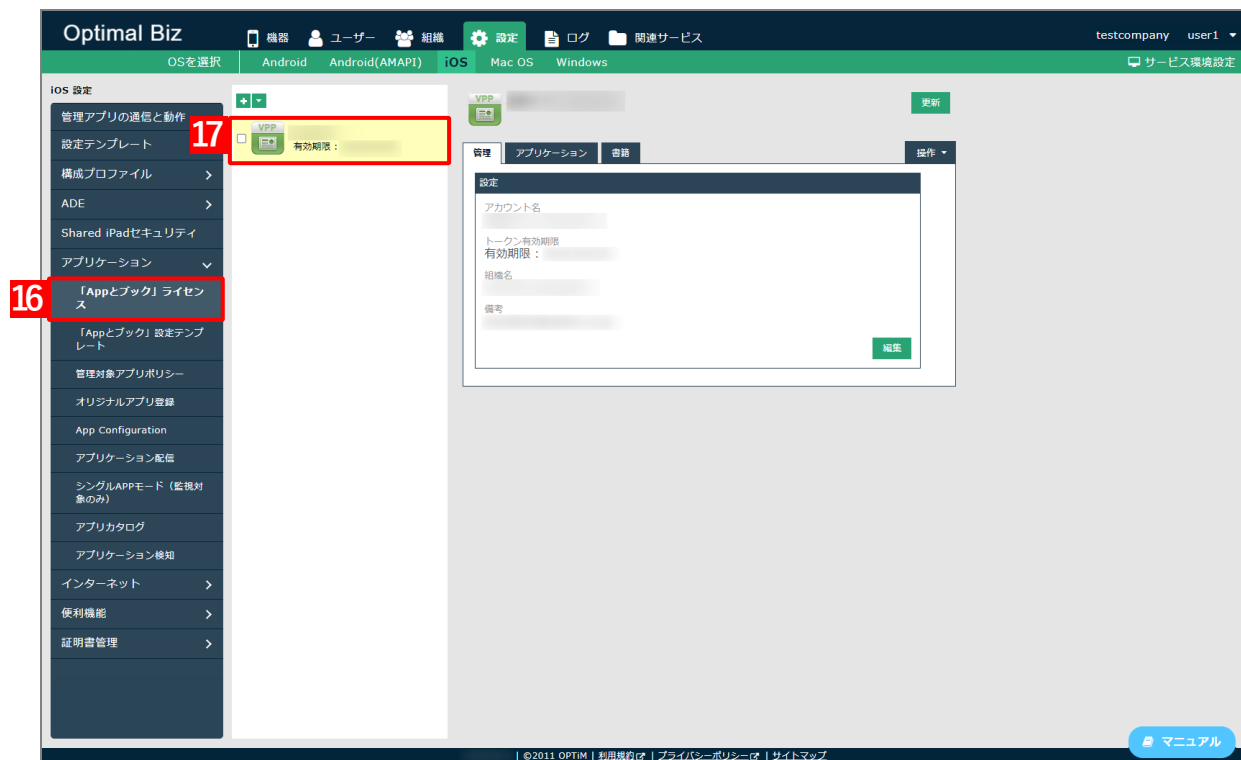 Optimal Biz
機器
ユーザー
組織
設定
ログ
関連サービス
testcompany user1
OSを選択
Android
Android(AMAPI)
iOS
Mac OS
Windows
サービス環境設定
iOS 設定
管理アプリの通信と動作
設定テンプレート
構成プロファイル
ADE
Shared iPadセキュリティ
アプリケーション
16
「Appとブック」ライセン
ス
「Appとブック」設定テンプ
レート
管理対象アプリポリシー
オリジナルアプリ登録
App Configuration
アプリケーション配信
シングルAPPモード（監視対
象のみ）
アプリカタログ
アプリケーション検知
インターネット
便利機能
証明書管理
17
VPP
有効期限：
VPP
更新
管理
アプリケーション
書籍
操作
設定
アカウント名
トークン有効期限
有効期限：
組織名
備考
編集
マニュアル
| ©2011 OPTiM | 利用規約 | プライバシーポリシー | サイトマップ